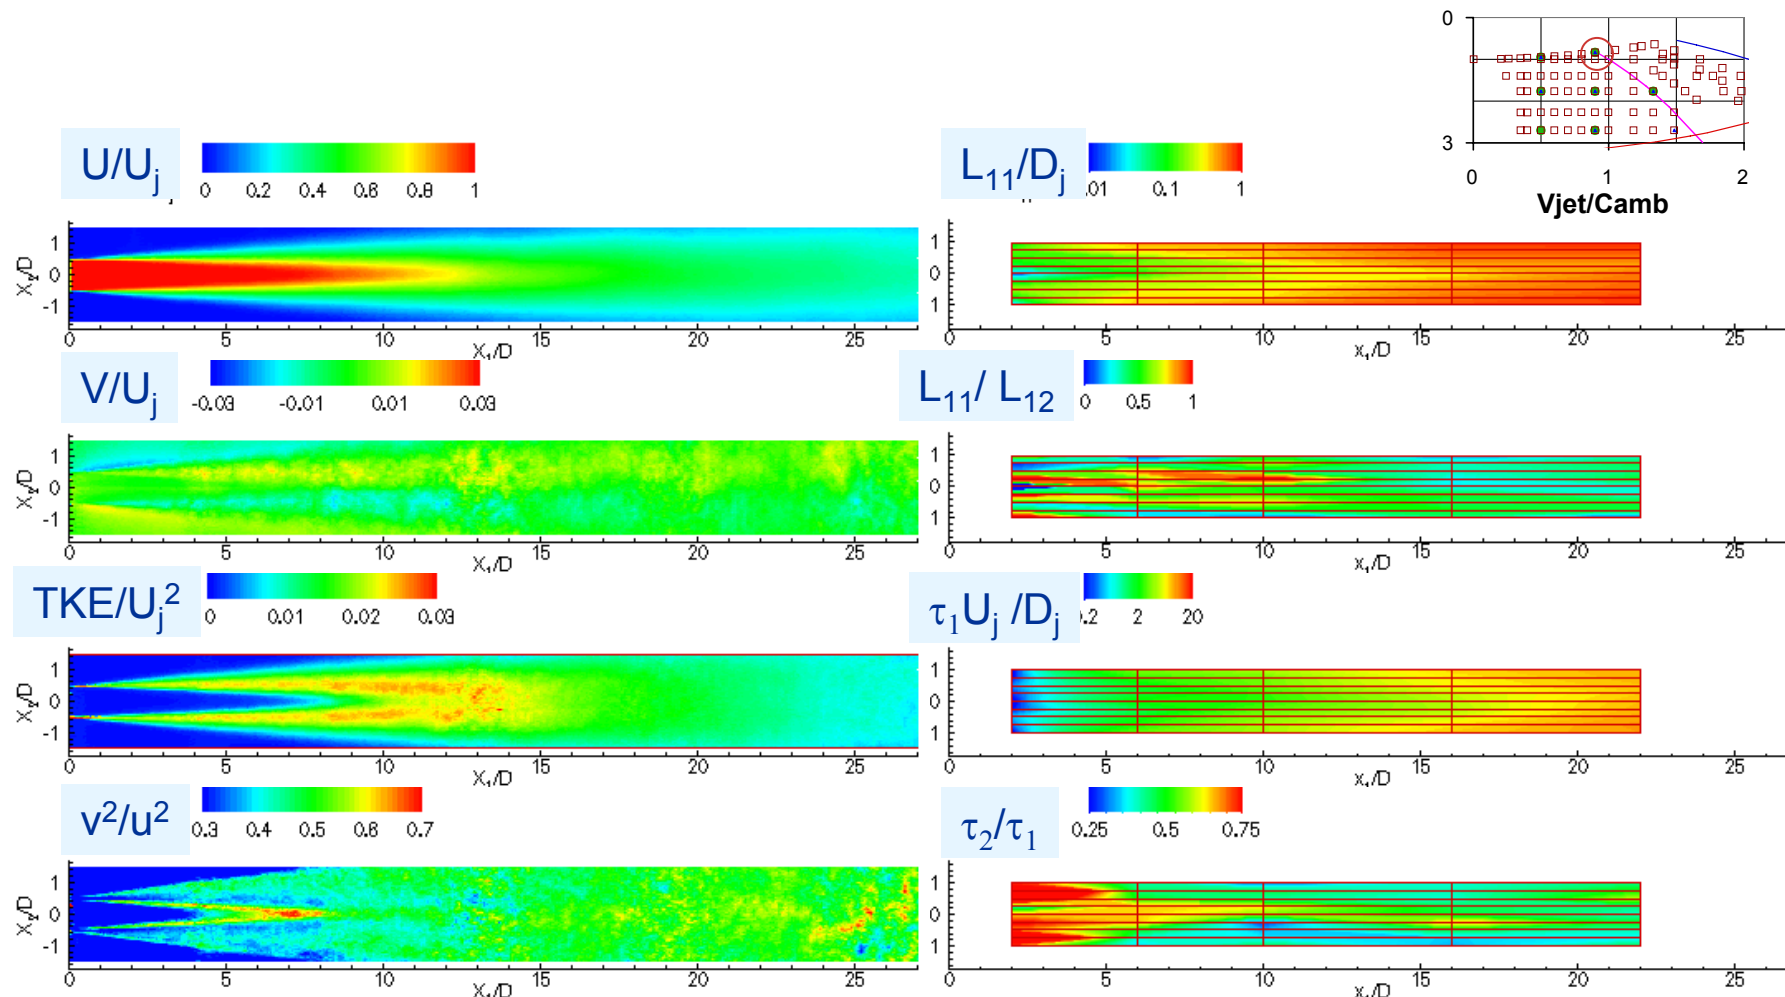 0
3
0 1 2
Vjet/Camb
U/Uj
0 0.2 0.4 0.6 0.8 1
X₂/D
1
0
-1
0 5 10 15 20 25
X₁/D
V/Uj
-0.03 -0.01 0.01 0.03
X₂/D
1
0
-1
0 5 10 15 20 25
X₁/D
TKE/Uj²
0 0.01 0.02 0.03
X₂/D
1
0
-1
0 5 10 15 20 25
X₁/D
v²/u²
0.3 0.4 0.5 0.6 0.7
X₂/D
1
0
-1
0 5 10 15 20 25
X₁/D
L₁₁/Dj
.01 0.1 1
1
0
1
0 5 10 15 20 25
x₁/D
L₁₁/ L₁₂
0 0.5 1
1
0
1
0 5 10 15 20 25
x₁/D
τ₁Uj /Dj
.2 2 20
1
0
1
0 5 10 15 20 25
x₁/D
τ₂/τ₁
0.25 0.5 0.75
1
0
1
0 5 10 15 20 25
x₁/D